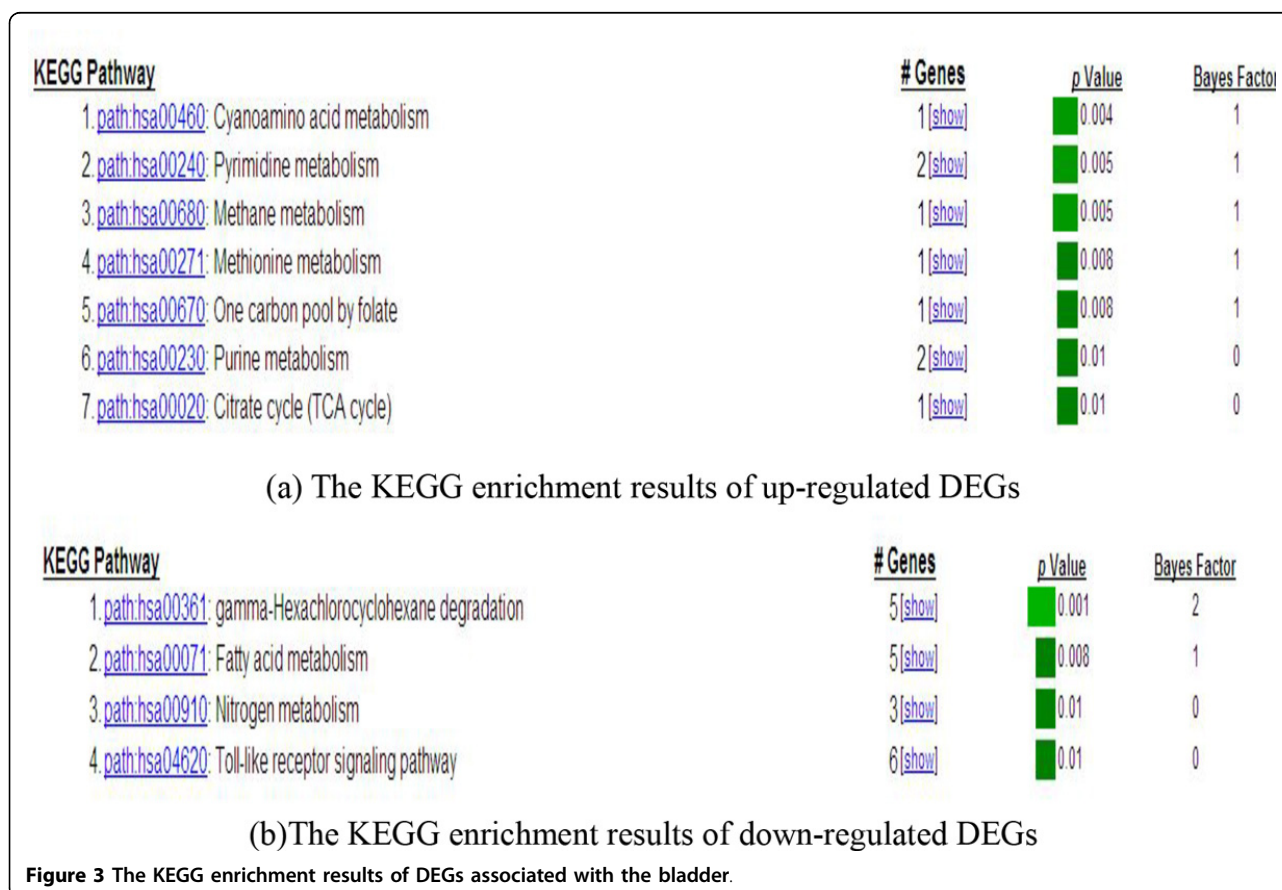 KEGG Pathway # Genes p Value Bayes Factor
1. path:hsa00460: Cyanoamino acid metabolism 1 [show] 0.004 1
2. path:hsa00240: Pyrimidine metabolism 2 [show] 0.005 1
3. path:hsa00680: Methane metabolism 1 [show] 0.005 1
4. path:hsa00271: Methionine metabolism 1 [show] 0.008 1
5. path:hsa00670: One carbon pool by folate 1 [show] 0.008 1
6. path:hsa00230: Purine metabolism 2 [show] 0.01 0
7. path:hsa00020: Citrate cycle (TCA cycle) 1 [show] 0.01 0
(a) The KEGG enrichment results of up-regulated DEGs
KEGG Pathway # Genes p Value Bayes Factor
1. path:hsa00361: gamma-Hexachlorocyclohexane degradation 5 [show] 0.001 2
2. path:hsa00071: Fatty acid metabolism 5 [show] 0.008 1
3. path:hsa00910: Nitrogen metabolism 3 [show] 0.01 0
4. path:hsa04620: Toll-like receptor signaling pathway 6 [show] 0.01 0
(b)The KEGG enrichment results of down-regulated DEGs
Figure 3 The KEGG enrichment results of DEGs associated with the bladder.